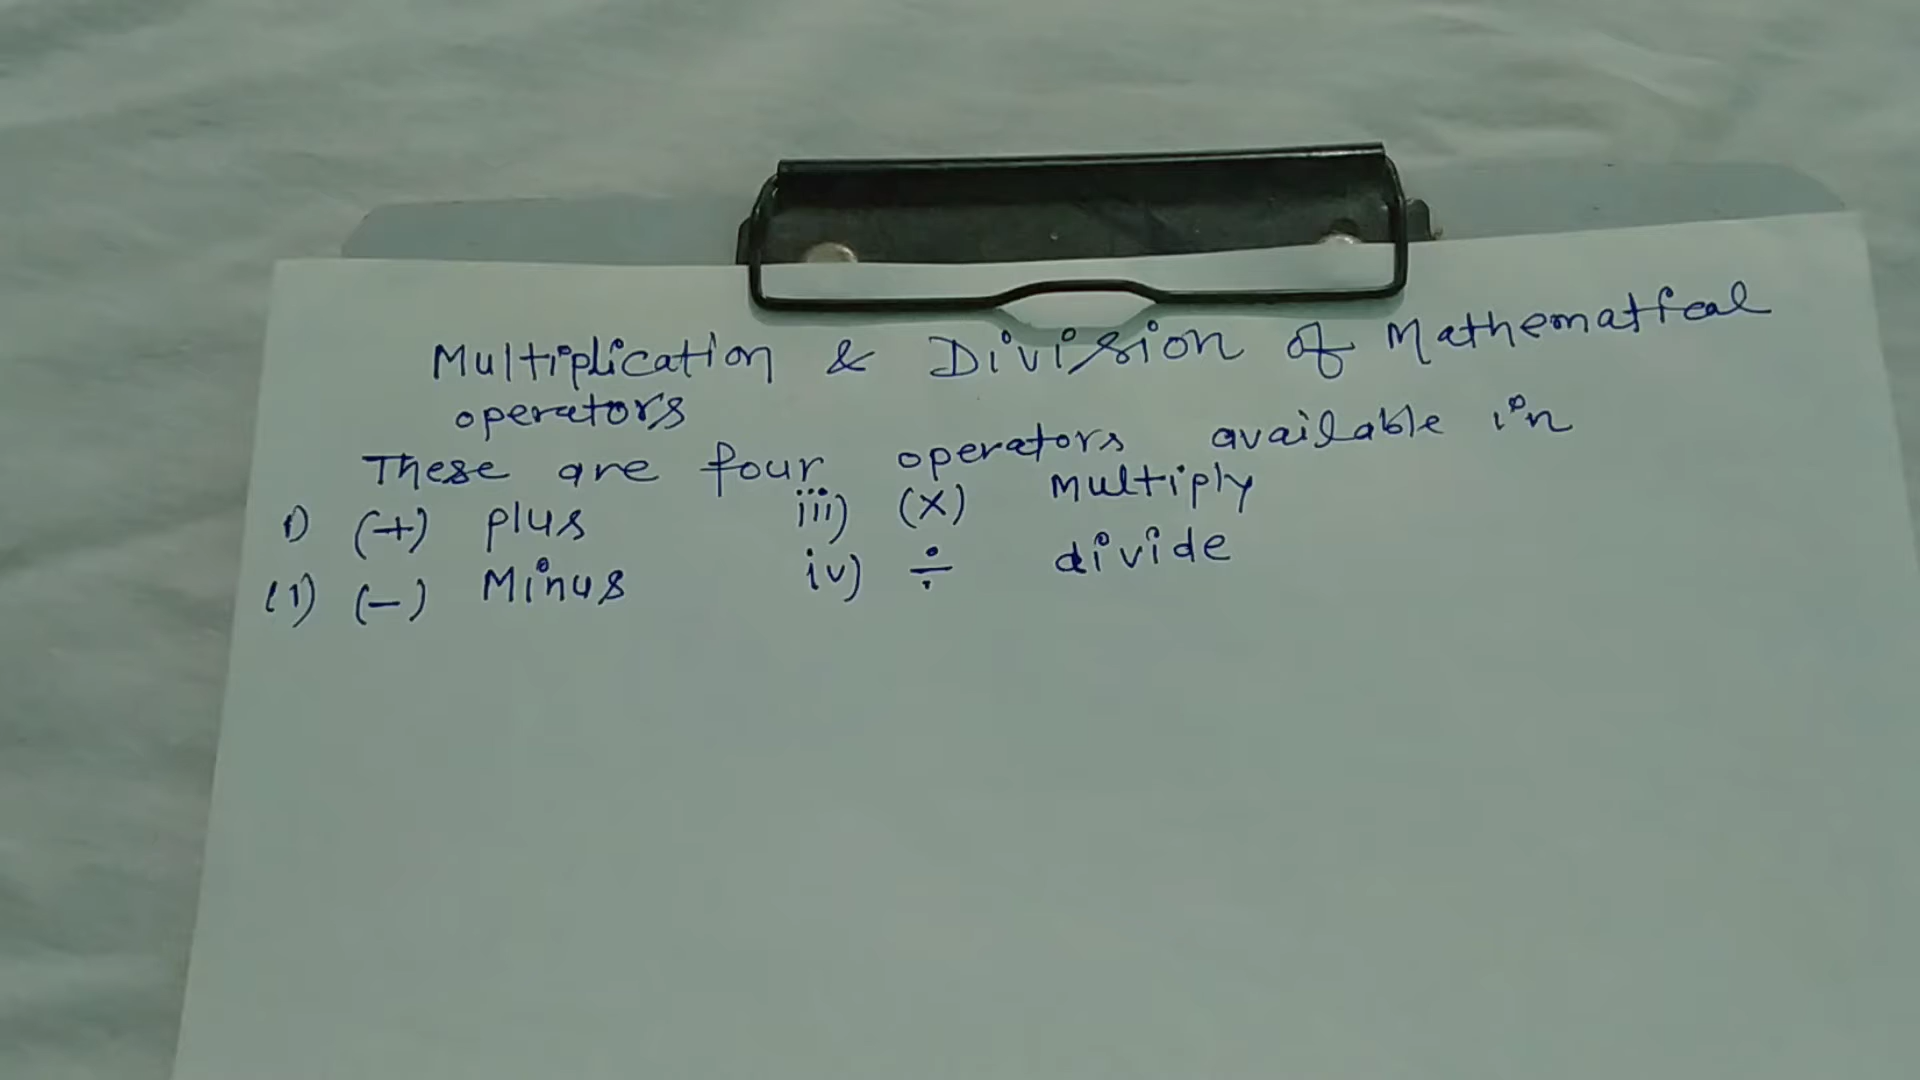 Multiplication & Division of Mathematical
operators
These are four operators available in
i) (+) plus iii) (x) Multiply
ii) (-) Minus iv) ÷ divide